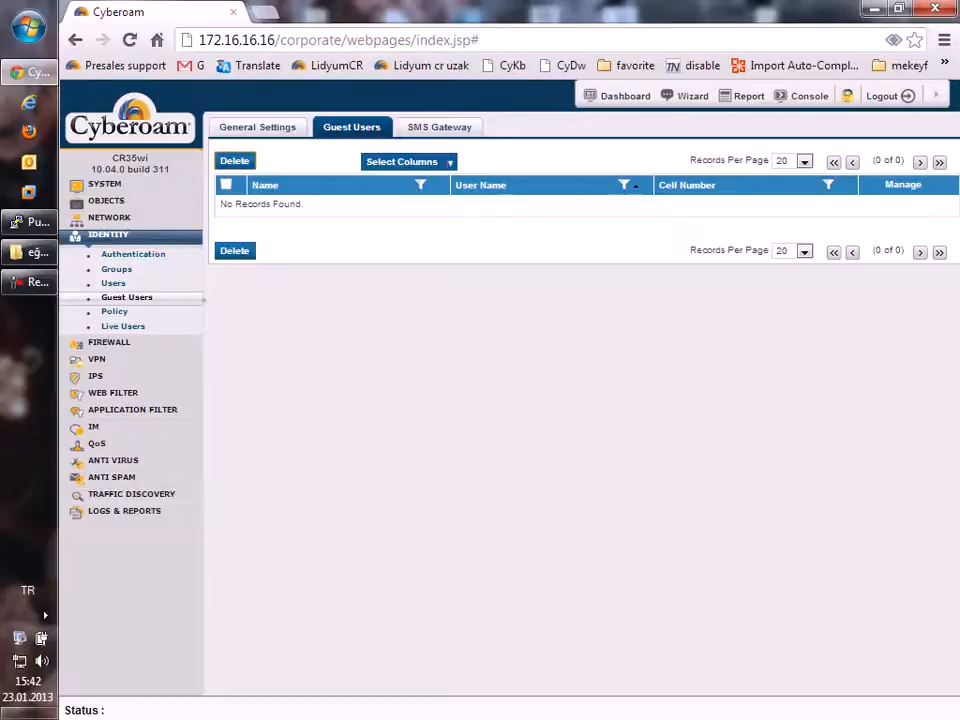 Cyberoam
172.16.16.16/corporate/webpages/index.jsp#
Presales support G Translate LidyumCR Lidyum cr uzak CyKb CyDw favorite TN disable Import Auto-Compl... mekeyf »
Cy...
Dashboard Wizard Report Console Logout
Cyberoam
CR35wi
10.04.0 build 311
General Settings Guest Users SMS Gateway
Delete Select Columns Records Per Page 20 (0 of 0)
Name User Name Cell Number Manage
No Records Found.
Delete Records Per Page 20 (0 of 0)
SYSTEM
OBJECTS
NETWORK
IDENTITY
Authentication
Groups
Users
Guest Users
Policy
Live Users
FIREWALL
VPN
IPS
WEB FILTER
APPLICATION FILTER
IM
QoS
ANTI VIRUS
ANTI SPAM
TRAFFIC DISCOVERY
LOGS & REPORTS
Pu...
eğ...
Re...
TR
15:42
23.01.2013
Status :